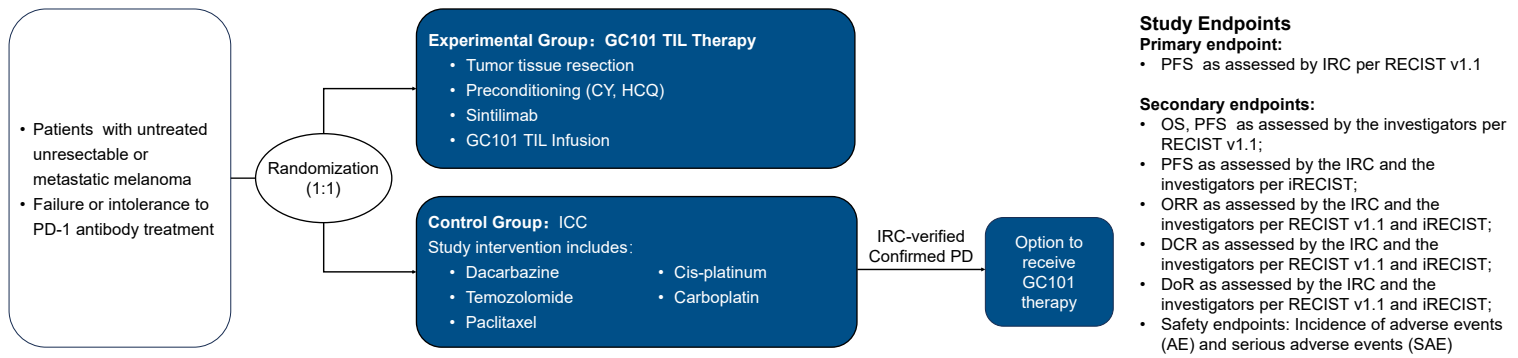 • Patients with untreated
unresectable or
metastatic melanoma
• Failure or intolerance to
PD-1 antibody treatment
Randomization
(1:1)
Experimental Group：GC101 TIL Therapy
• Tumor tissue resection
• Preconditioning (CY, HCQ)
• Sintilimab
• GC101 TIL Infusion
Control Group：ICC
Study intervention includes：
• Dacarbazine
• Temozolomide
• Paclitaxel
• Cis-platinum
• Carboplatin
IRC-verified
Confirmed PD
Option to
receive
GC101
therapy
Study Endpoints
Primary endpoint:
• PFS as assessed by IRC per RECIST v1.1
Secondary endpoints:
• OS, PFS as assessed by the investigators per
RECIST v1.1;
• PFS as assessed by the IRC and the
investigators per iRECIST;
• ORR as assessed by the IRC and the
investigators per RECIST v1.1 and iRECIST;
• DCR as assessed by the IRC and the
investigators per RECIST v1.1 and iRECIST;
• DoR as assessed by the IRC and the
investigators per RECIST v1.1 and iRECIST;
• Safety endpoints: Incidence of adverse events
(AE) and serious adverse events (SAE)